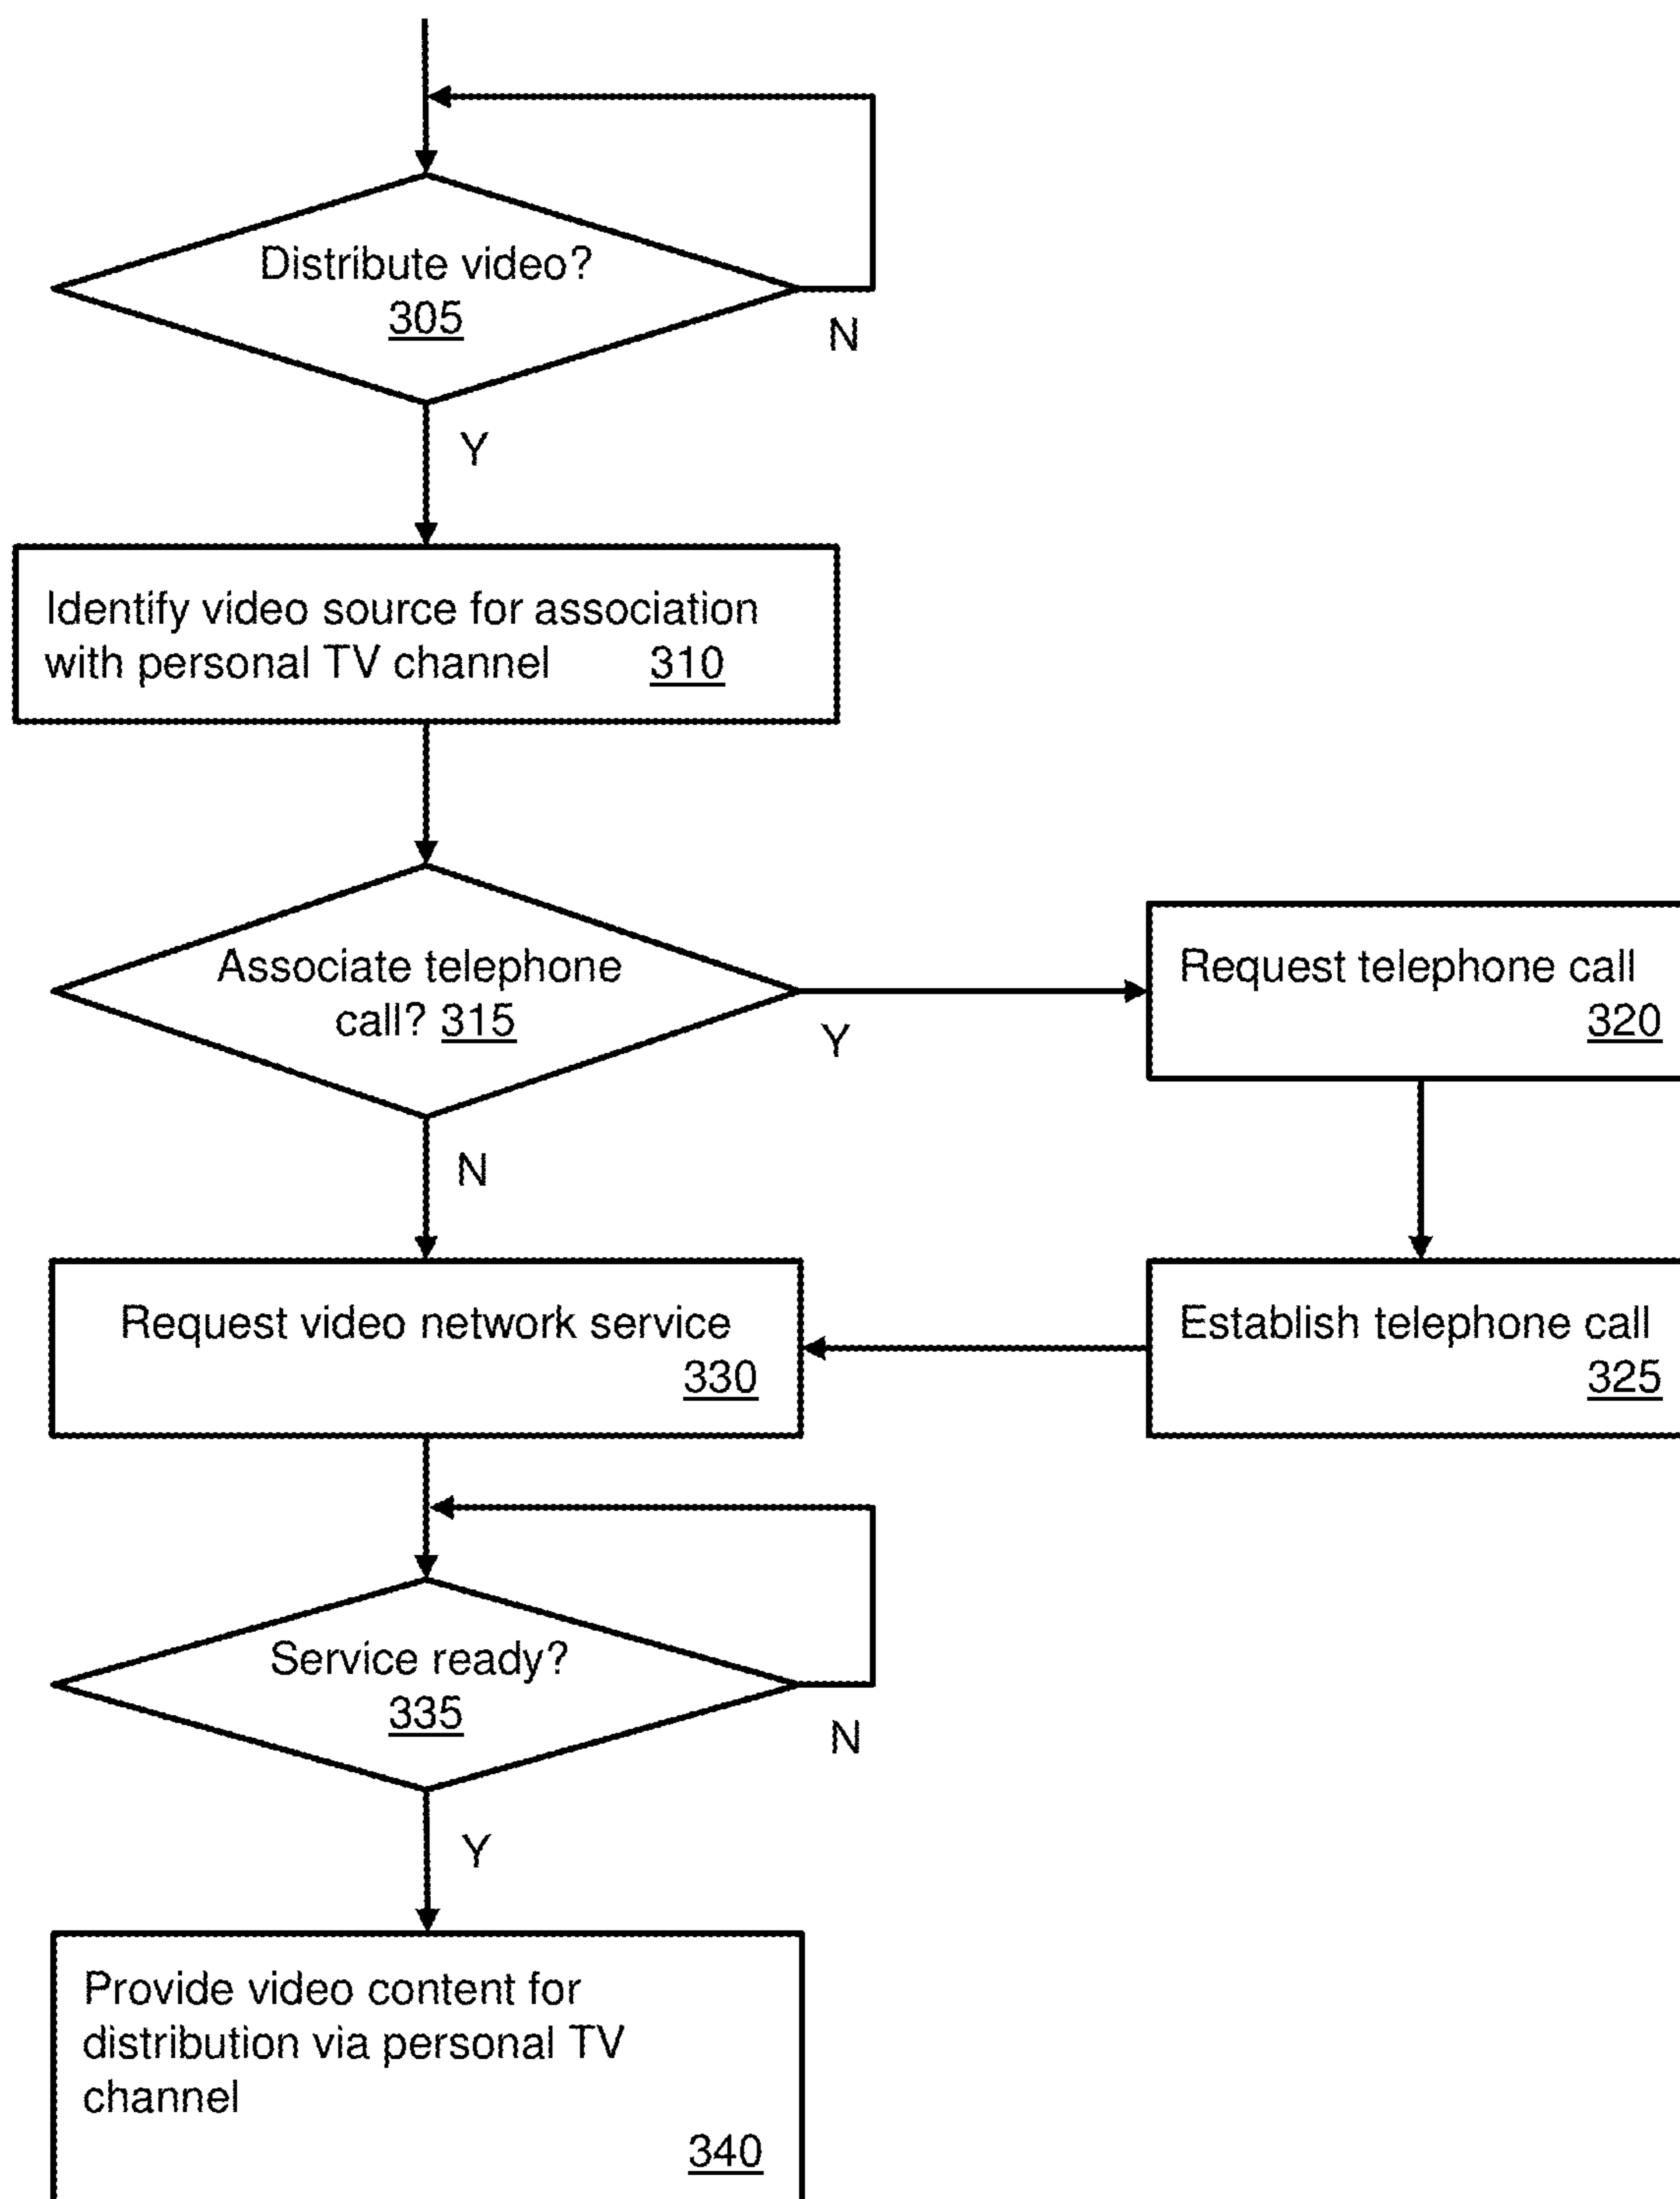 Distribute video?
305
N
Y
Identify video source for association
with personal TV channel 310
Associate telephone
call? 315
Y
Request telephone call
320
N
Request video network service
330
Establish telephone call
325
Service ready?
335
N
Y
Provide video content for
distribution via personal TV
channel
340